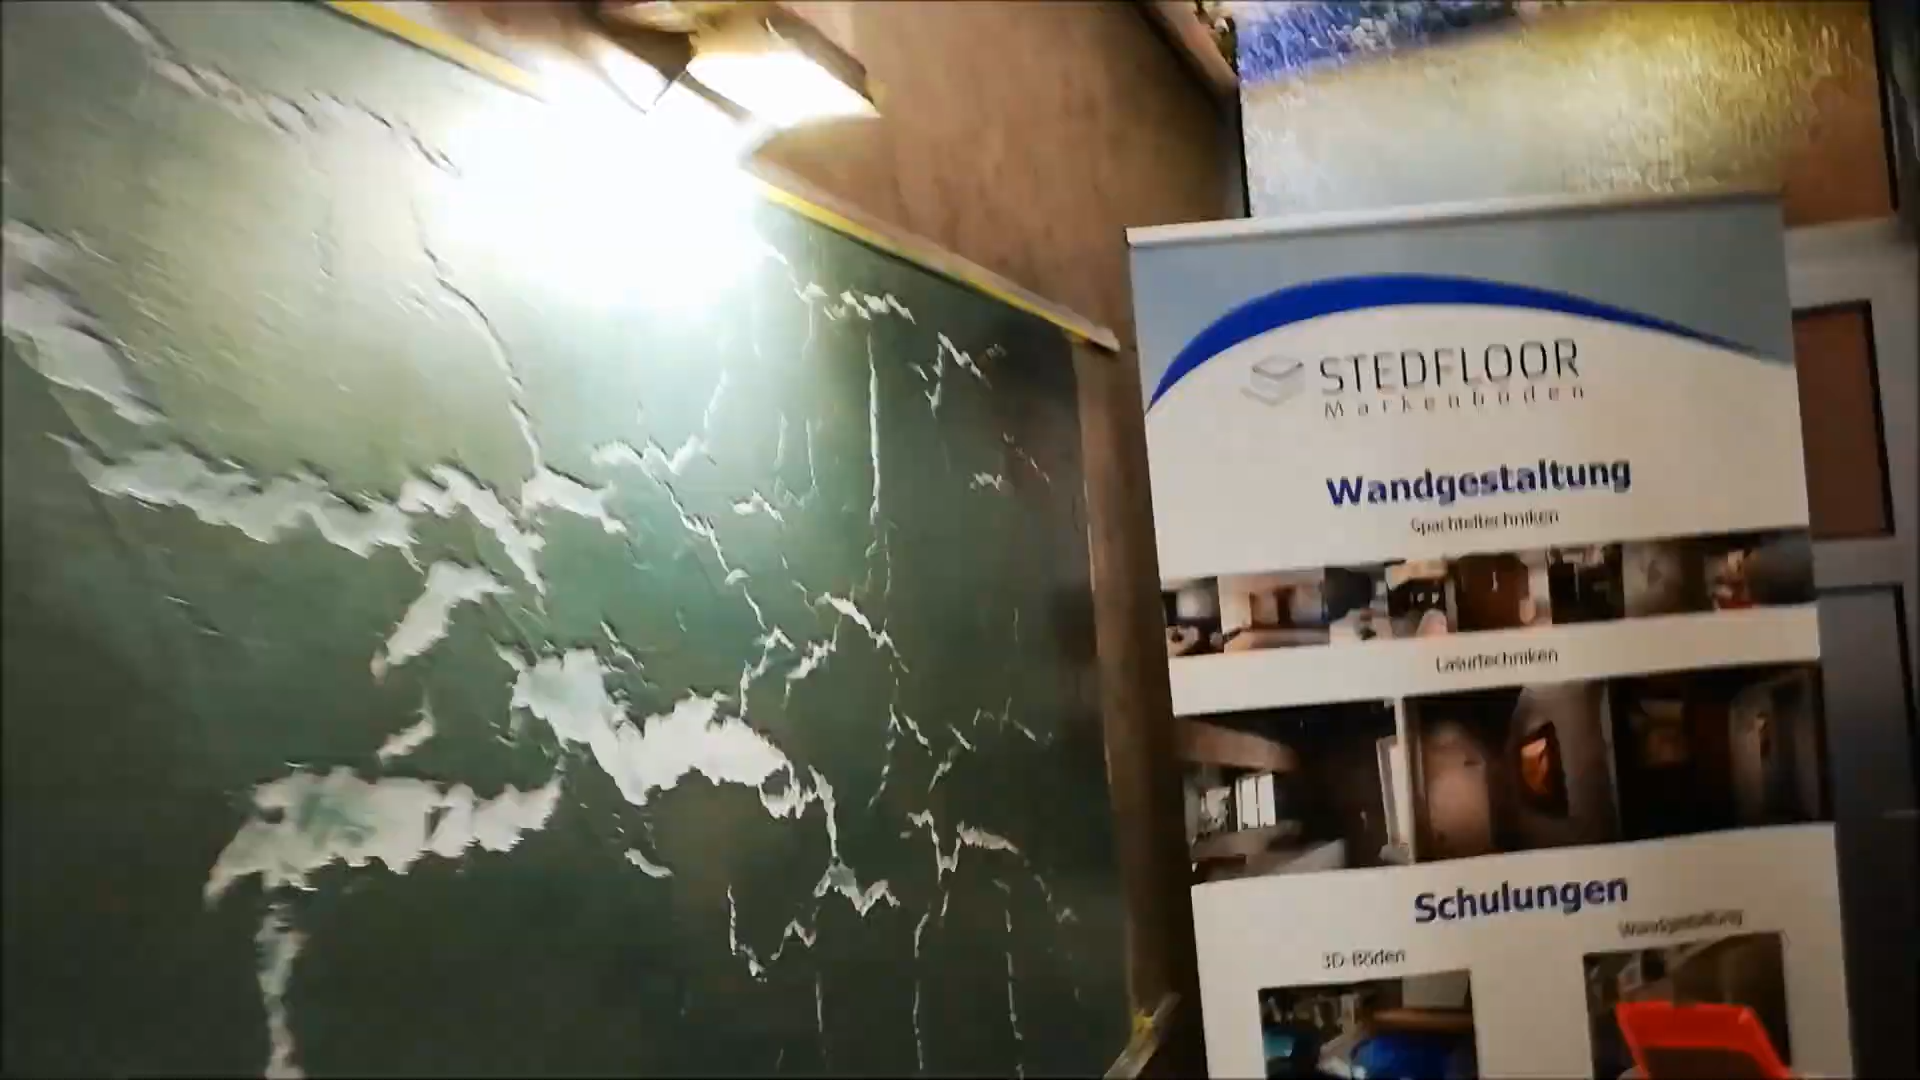 STEDFLOOR
Markenböden
Wandgestaltung
Spachteltechniken
Lasurtechniken
Schulungen
Wandgestaltung
3D-Böden